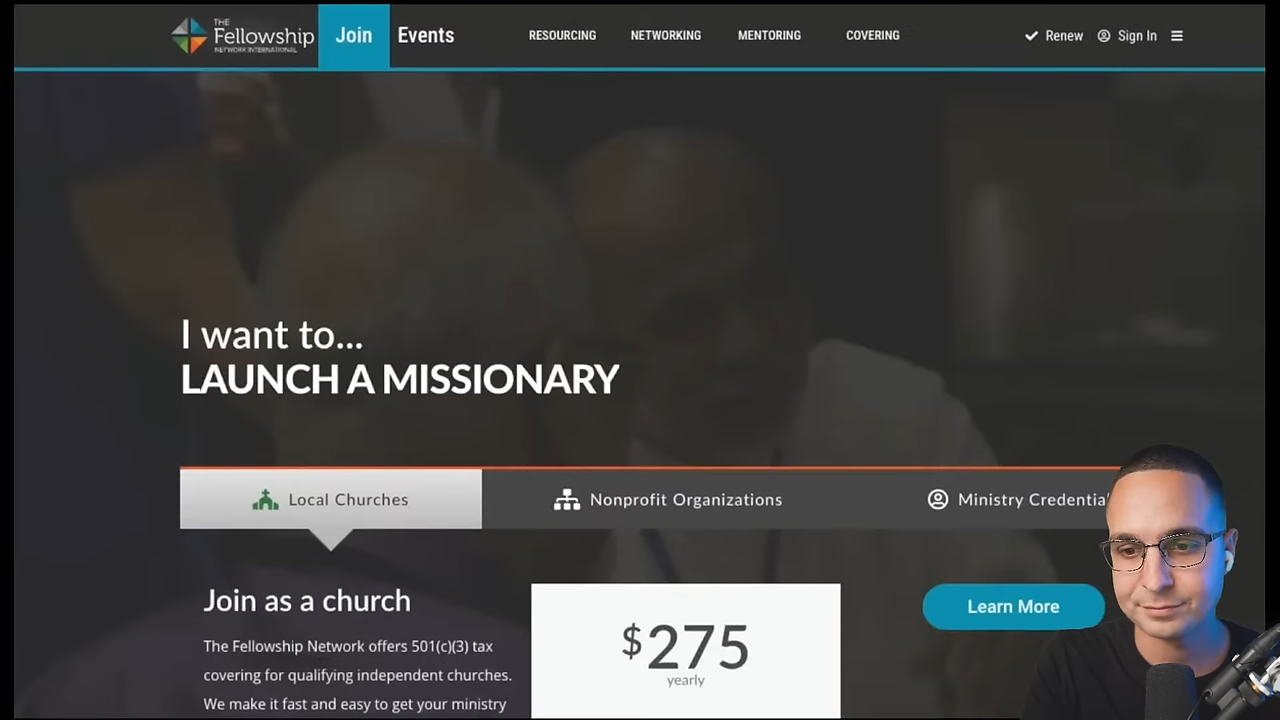 THE
Fellowship
NETWORK INTERNATIONAL
Join
Events
RESOURCING
NETWORKING
MENTORING
COVERING
Renew
Sign In
I want to...
LAUNCH A MISSIONARY
Local Churches
Nonprofit Organizations
Ministry Credential
Join as a church
The Fellowship Network offers 501(c)(3) tax
covering for qualifying independent churches.
We make it fast and easy to get your ministry
$275
yearly
Learn More